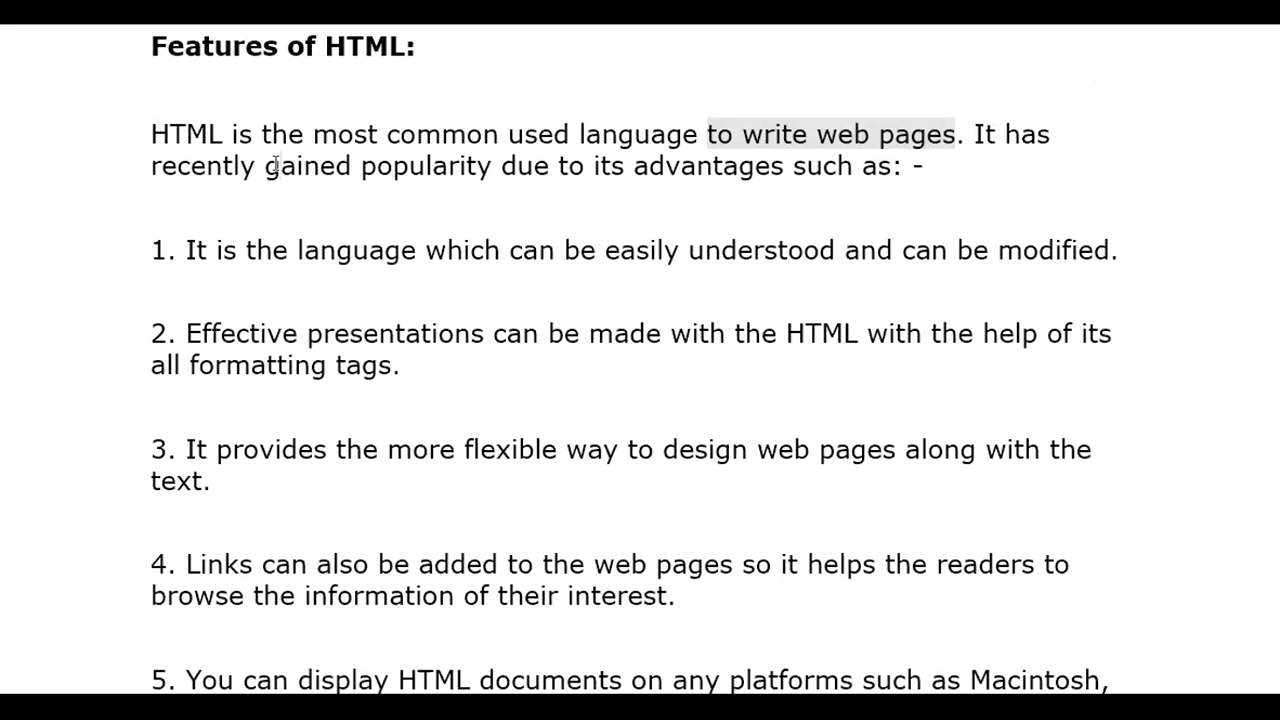 Features of HTML:
HTML is the most common used language to write web pages. It has
recently gained popularity due to its advantages such as: -
1. It is the language which can be easily understood and can be modified.
2. Effective presentations can be made with the HTML with the help of its
all formatting tags.
3. It provides the more flexible way to design web pages along with the
text.
4. Links can also be added to the web pages so it helps the readers to
browse the information of their interest.
5. You can display HTML documents on any platforms such as Macintosh,